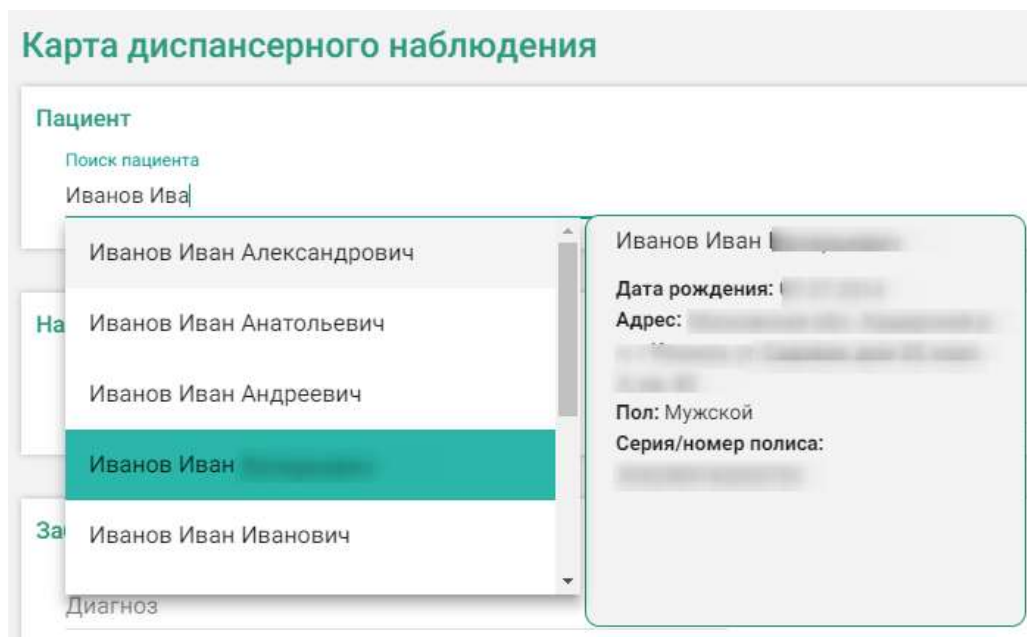 Карта диспансерного наблюдения
Пациент
Поиск пациента
Иванов Ива
Иванов Иван Александрович
Иванов Иван Анатольевич
Иванов Иван Андреевич
Иванов Иван
Иванов Иван Иванович
На
За
Диагноз
Иванов Иван
Дата рождения:
Адрес:
Пол: Мужской
Серия/номер полиса: